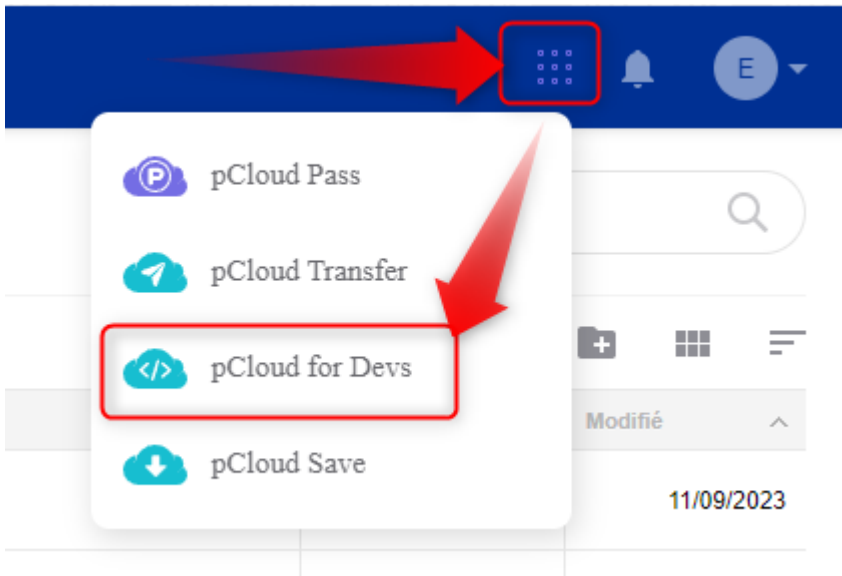 E
P pCloud Pass
pCloud Transfer
</> pCloud for Devs
Modifié
pCloud Save
11/09/2023